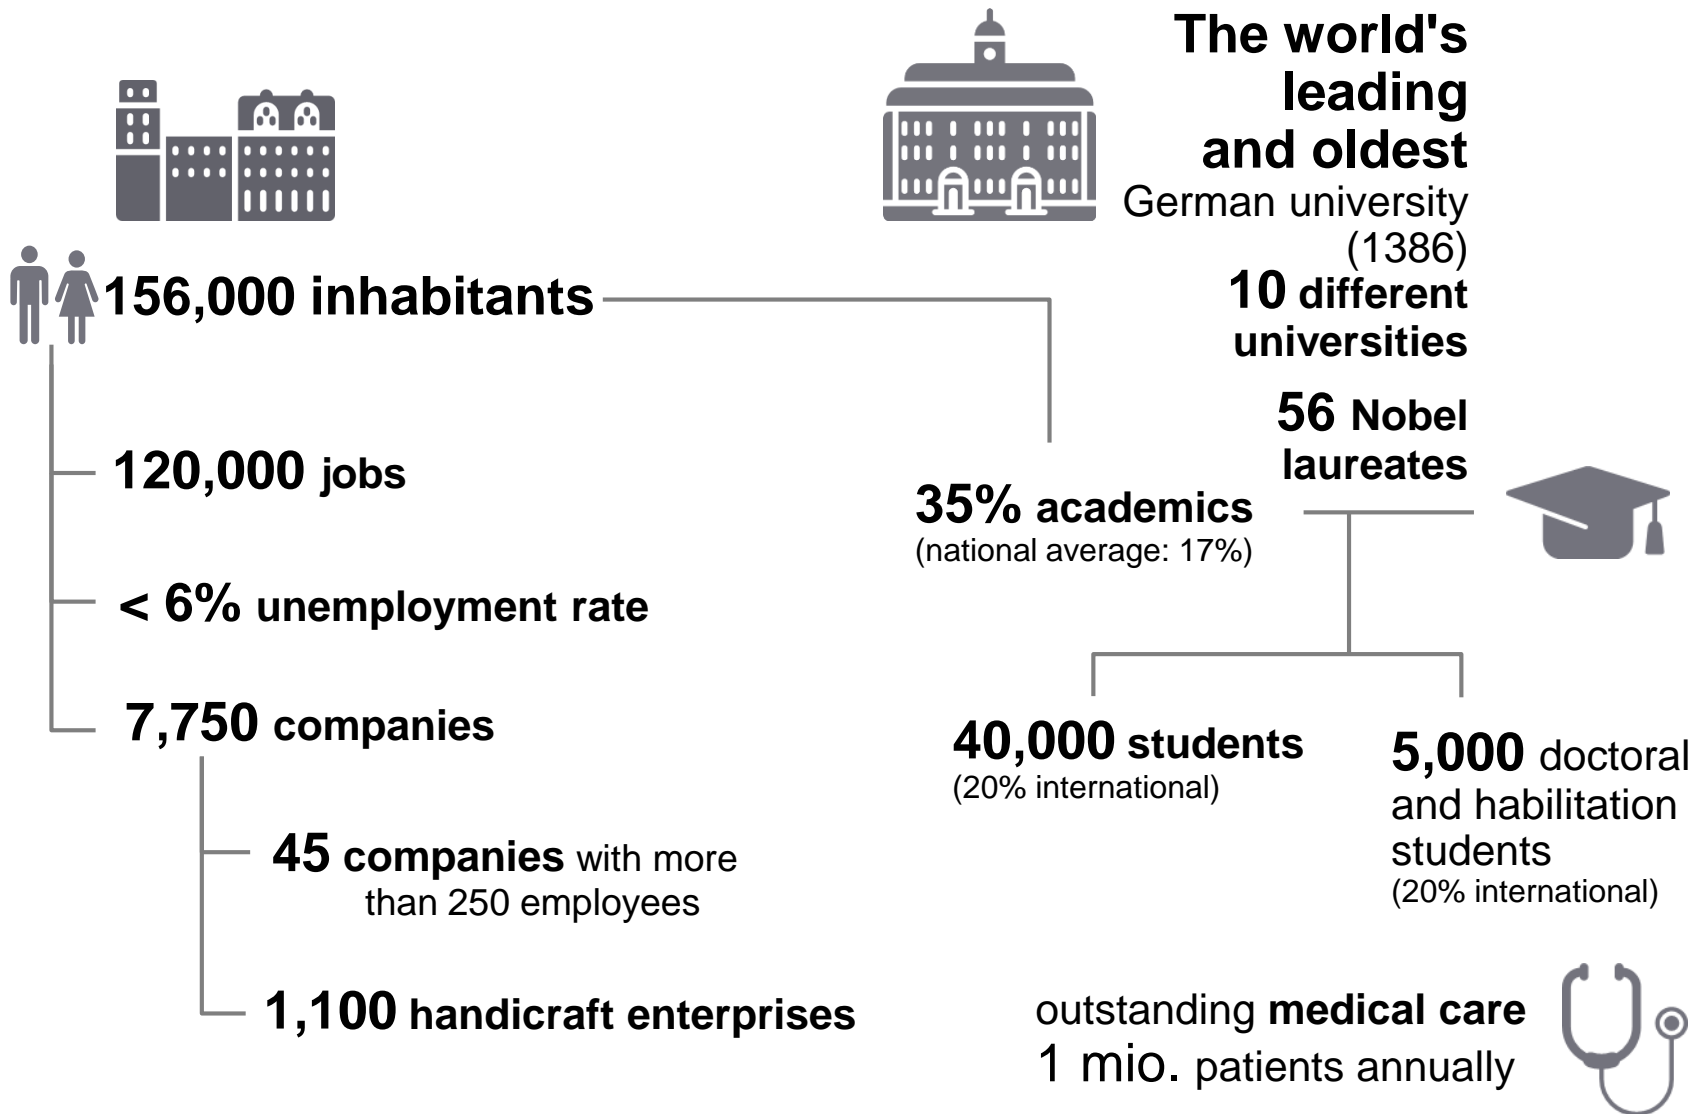 The world's
leading
and oldest
German university
(1386)
10 different
universities
56 Nobel
laureates
156,000 inhabitants
120,000 jobs
< 6% unemployment rate
7,750 companies
45 companies with more
than 250 employees
1,100 handicraft enterprises
35% academics
(national average: 17%)
40,000 students
(20% international)
5,000 doctoral
and habilitation
students
(20% international)
outstanding medical care
1 mio. patients annually